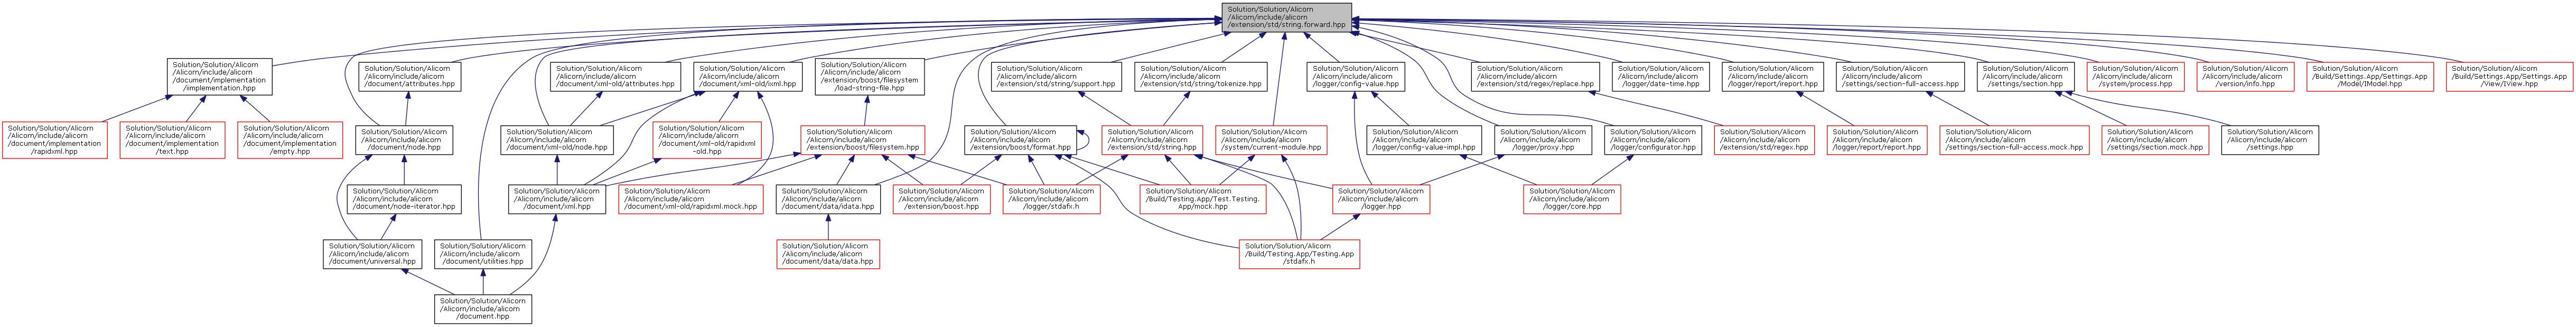 Solution/Solution/Alicorn
/Alicorn/include/alicorn
/extension/std/string.forward.hpp
Solution/Solution/Alicorn
/Alicorn/include/alicorn
/document/implementation
/implementation.hpp
Solution/Solution/Alicorn
/Alicorn/include/alicorn
/document/attributes.hpp
Solution/Solution/Alicorn
/Alicorn/include/alicorn
/document/xml-old/attributes.hpp
Solution/Solution/Alicorn
/Alicorn/include/alicorn
/document/xml-old/xml.hpp
Solution/Solution/Alicorn
/Alicorn/include/alicorn
/extension/boost/filesystem
/load-string-file.hpp
Solution/Solution/Alicorn
/Alicorn/include/alicorn
/extension/std/string/support.hpp
Solution/Solution/Alicorn
/Alicorn/include/alicorn
/extension/std/string/tokenize.hpp
Solution/Solution/Alicorn
/Alicorn/include/alicorn
/logger/config-value.hpp
Solution/Solution/Alicorn
/Alicorn/include/alicorn
/extension/std/regex/replace.hpp
Solution/Solution/Alicorn
/Alicorn/include/alicorn
/logger/date-time.hpp
Solution/Solution/Alicorn
/Alicorn/include/alicorn
/logger/report/ireport.hpp
Solution/Solution/Alicorn
/Alicorn/include/alicorn
/settings/section-full-access.hpp
Solution/Solution/Alicorn
/Alicorn/include/alicorn
/settings/section.hpp
Solution/Solution/Alicorn
/Alicorn/include/alicorn
/system/process.hpp
Solution/Solution/Alicorn
/Alicorn/include/alicorn
/version/info.hpp
Solution/Solution/Alicorn
/Build/Settings.App/Settings.App
/Model/IModel.hpp
Solution/Solution/Alicorn
/Build/Settings.App/Settings.App
/View/IView.hpp
Solution/Solution/Alicorn
/Alicorn/include/alicorn
/document/implementation
/rapidxml.hpp
Solution/Solution/Alicorn
/Alicorn/include/alicorn
/document/implementation
/text.hpp
Solution/Solution/Alicorn
/Alicorn/include/alicorn
/document/implementation
/empty.hpp
Solution/Solution/Alicorn
/Alicorn/include/alicorn
/document/node.hpp
Solution/Solution/Alicorn
/Alicorn/include/alicorn
/document/xml-old/node.hpp
Solution/Solution/Alicorn
/Alicorn/include/alicorn
/document/xml-old/rapidxml
-old.hpp
Solution/Solution/Alicorn
/Alicorn/include/alicorn
/extension/boost/filesystem.hpp
Solution/Solution/Alicorn
/Alicorn/include/alicorn
/extension/boost/format.hpp
Solution/Solution/Alicorn
/Alicorn/include/alicorn
/extension/std/string.hpp
Solution/Solution/Alicorn
/Alicorn/include/alicorn
/system/current-module.hpp
Solution/Solution/Alicorn
/Alicorn/include/alicorn
/logger/config-value-impl.hpp
Solution/Solution/Alicorn
/Alicorn/include/alicorn
/logger/proxy.hpp
Solution/Solution/Alicorn
/Alicorn/include/alicorn
/logger/configurator.hpp
Solution/Solution/Alicorn
/Alicorn/include/alicorn
/extension/std/regex.hpp
Solution/Solution/Alicorn
/Alicorn/include/alicorn
/logger/report/report.hpp
Solution/Solution/Alicorn
/Alicorn/include/alicorn
/settings/section-full-access.mock.hpp
Solution/Solution/Alicorn
/Alicorn/include/alicorn
/settings/section.mock.hpp
Solution/Solution/Alicorn
/Alicorn/include/alicorn
/settings.hpp
Solution/Solution/Alicorn
/Alicorn/include/alicorn
/document/node-iterator.hpp
Solution/Solution/Alicorn
/Alicorn/include/alicorn
/document/xml.hpp
Solution/Solution/Alicorn
/Alicorn/include/alicorn
/document/xml-old/rapidxml.mock.hpp
Solution/Solution/Alicorn
/Alicorn/include/alicorn
/document/data/idata.hpp
Solution/Solution/Alicorn
/Alicorn/include/alicorn
/extension/boost.hpp
Solution/Solution/Alicorn
/Alicorn/include/alicorn
/logger/stdafx.h
Solution/Solution/Alicorn
/Build/Testing.App/Test.Testing.
App/mock.hpp
Solution/Solution/Alicorn
/Alicorn/include/alicorn
/logger.hpp
Solution/Solution/Alicorn
/Alicorn/include/alicorn
/logger/core.hpp
Solution/Solution/Alicorn
/Alicorn/include/alicorn
/document/universal.hpp
Solution/Solution/Alicorn
/Alicorn/include/alicorn
/document/utilities.hpp
Solution/Solution/Alicorn
/Alicorn/include/alicorn
/document/data/data.hpp
Solution/Solution/Alicorn
/Build/Testing.App/Testing.App
/stdafx.h
Solution/Solution/Alicorn
/Alicorn/include/alicorn
/document.hpp